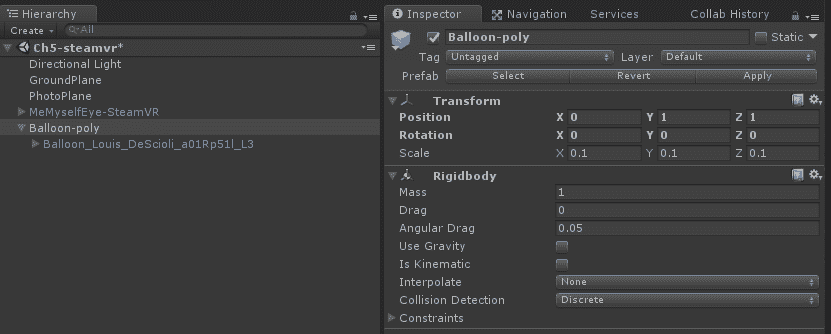 Hierarchy
Create
All
Ch5-steamvr*
Directional Light
GroundPlane
PhotoPlane
MeMyselfEye-SteamVR
Balloon-poly
Balloon_Louis_DeScioli_a01Rp51l_L3
Inspector Navigation Services Collab History
Balloon-poly Static
Tag Untagged Layer Default
Prefab Select Revert Apply
Transform
Position X 0 Y 1 Z 1
Rotation X 0 Y 0 Z 0
Scale X 0.1 Y 0.1 Z 0.1
Rigidbody
Mass 1
Drag 0
Angular Drag 0.05
Use Gravity
Is Kinematic
Interpolate None
Collision Detection Discrete
Constraints